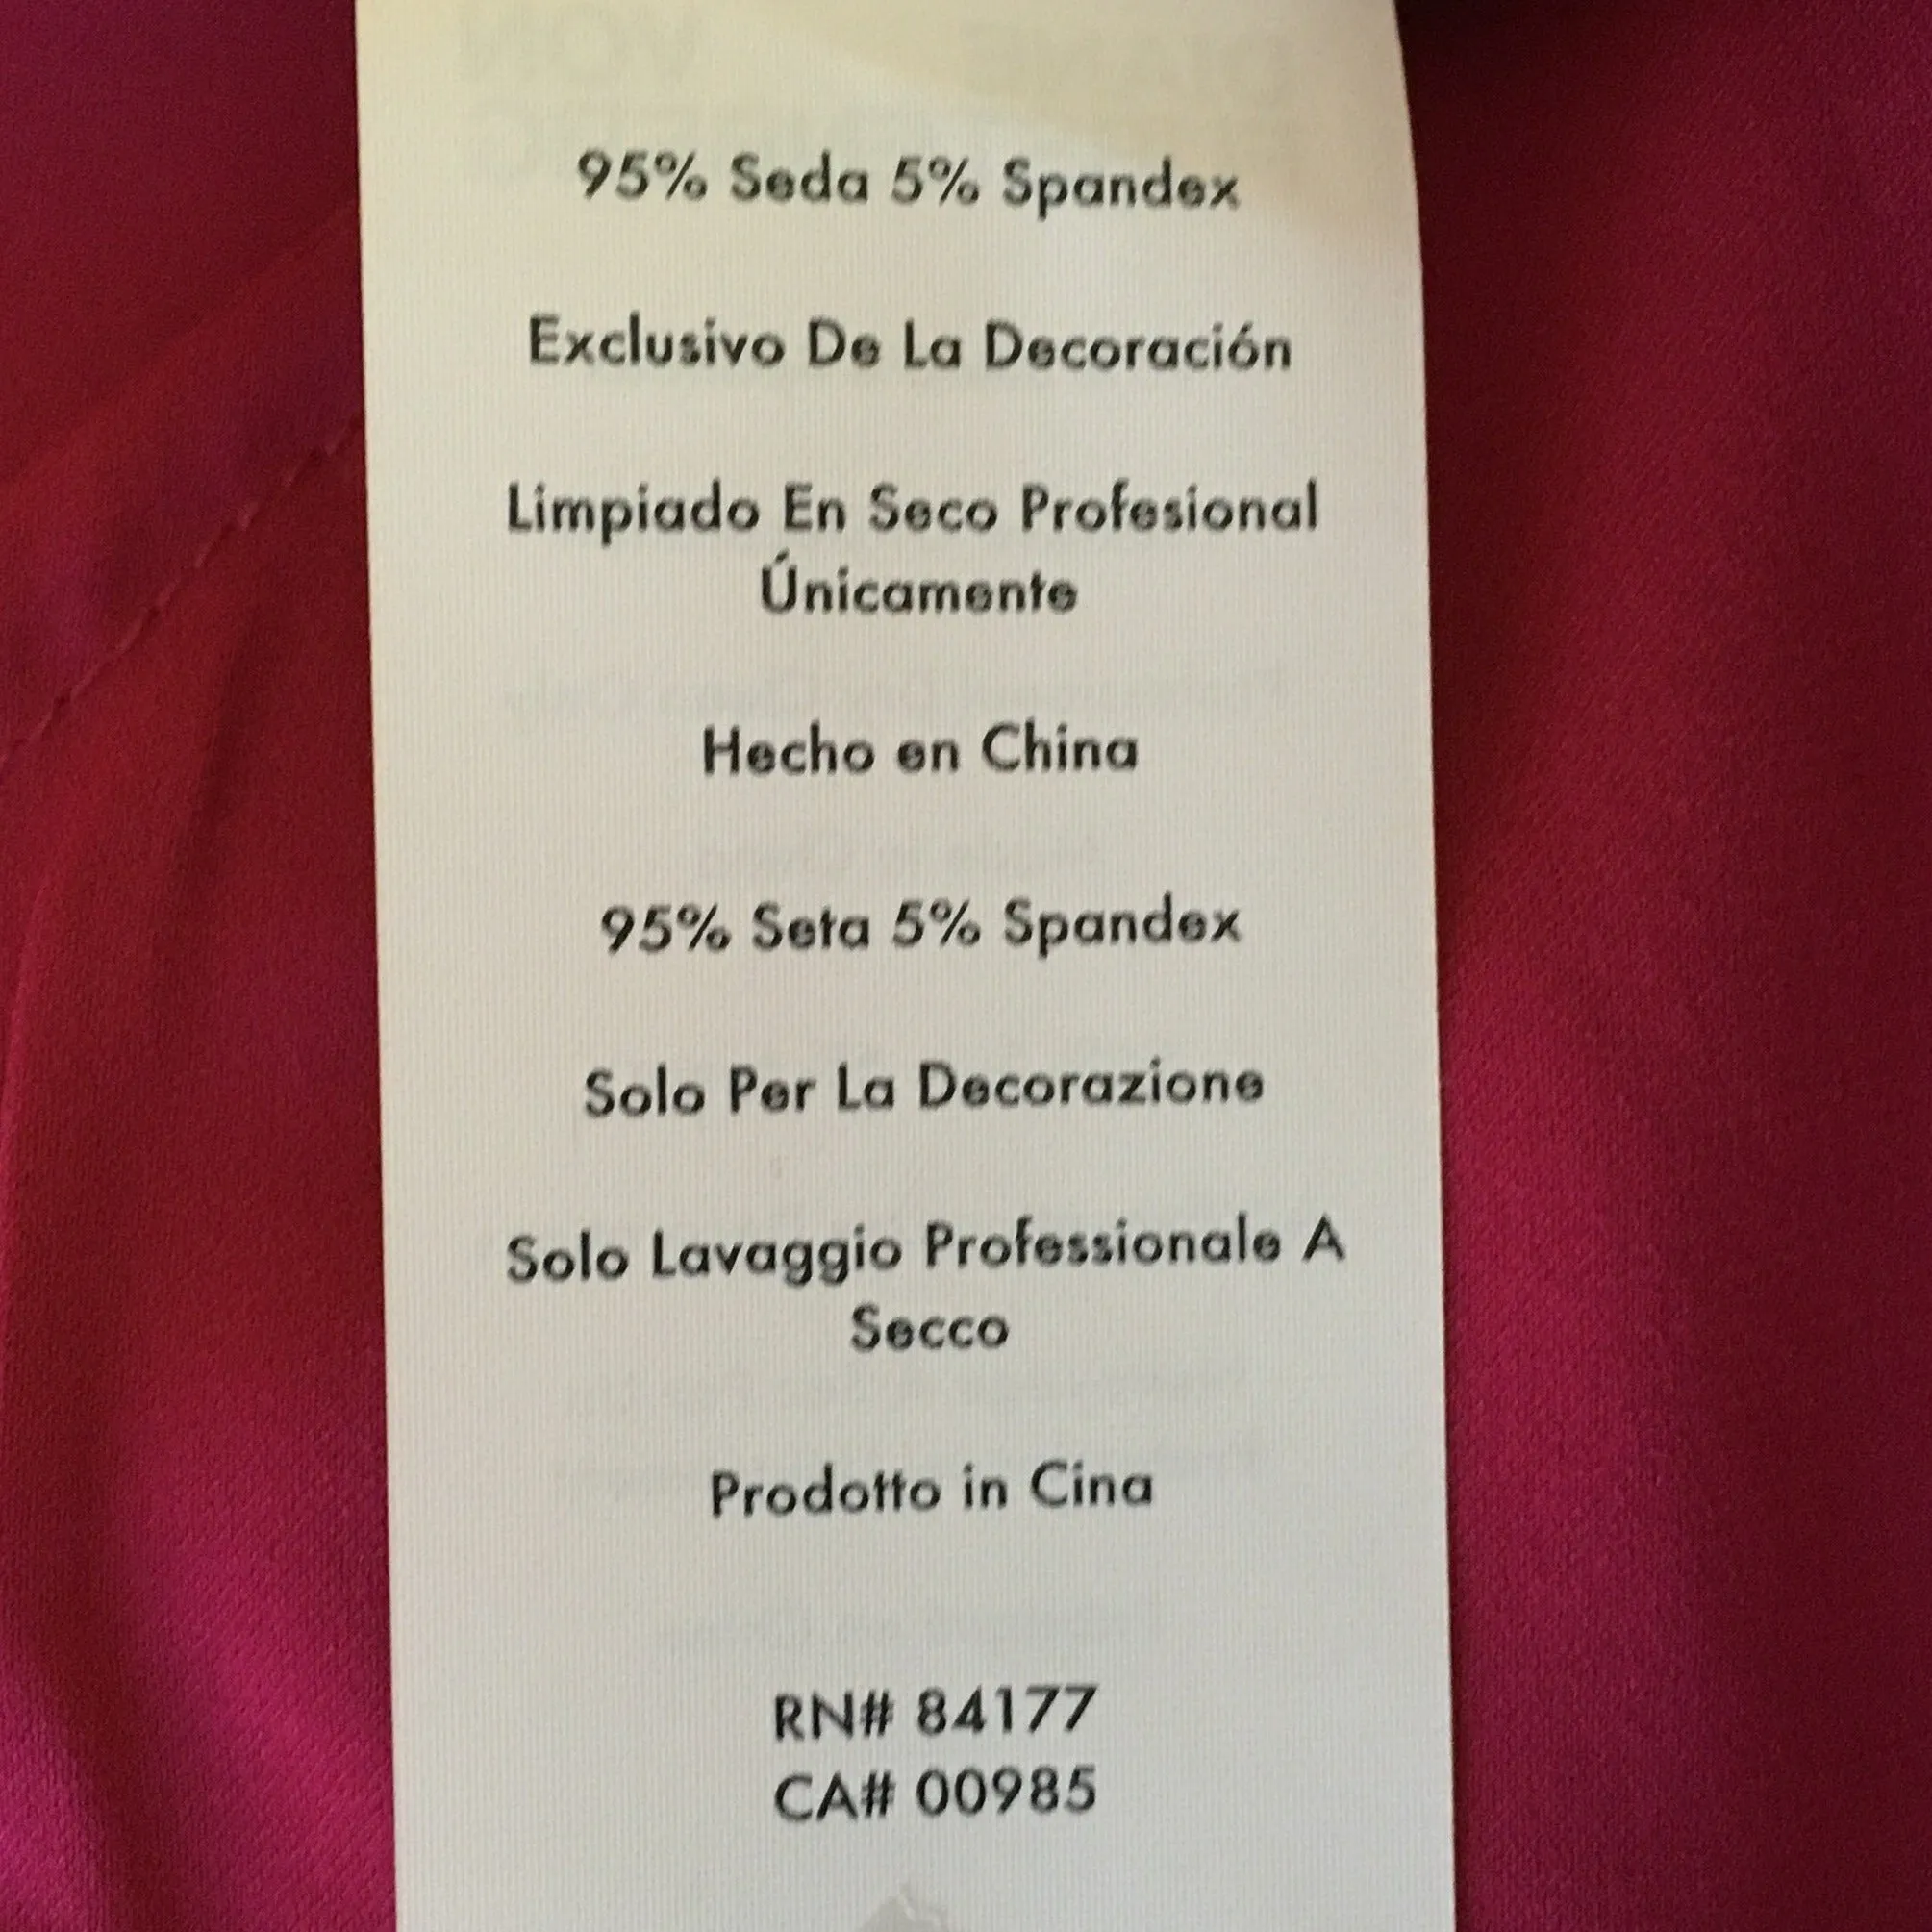 95% Seda 5% Spandex
Exclusivo De La Decoración
Limpiado En Seco Profesional
Únicamente
Hecho en China
95% Seta 5% Spandex
Solo Per La Decorazione
Solo Lavaggio Professionale A
Secco
Prodotto in Cina
RN# 84177
CA# 00985